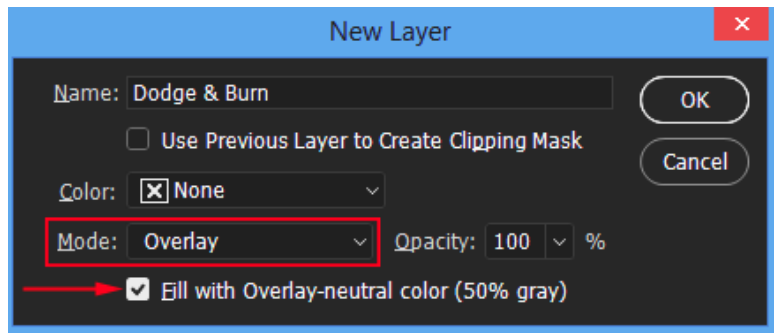 New Layer
Name: Dodge & Burn
OK
Use Previous Layer to Create Clipping Mask
Cancel
Color: None
Mode: Overlay Opacity: 100 %
Fill with Overlay-neutral color (50% gray)